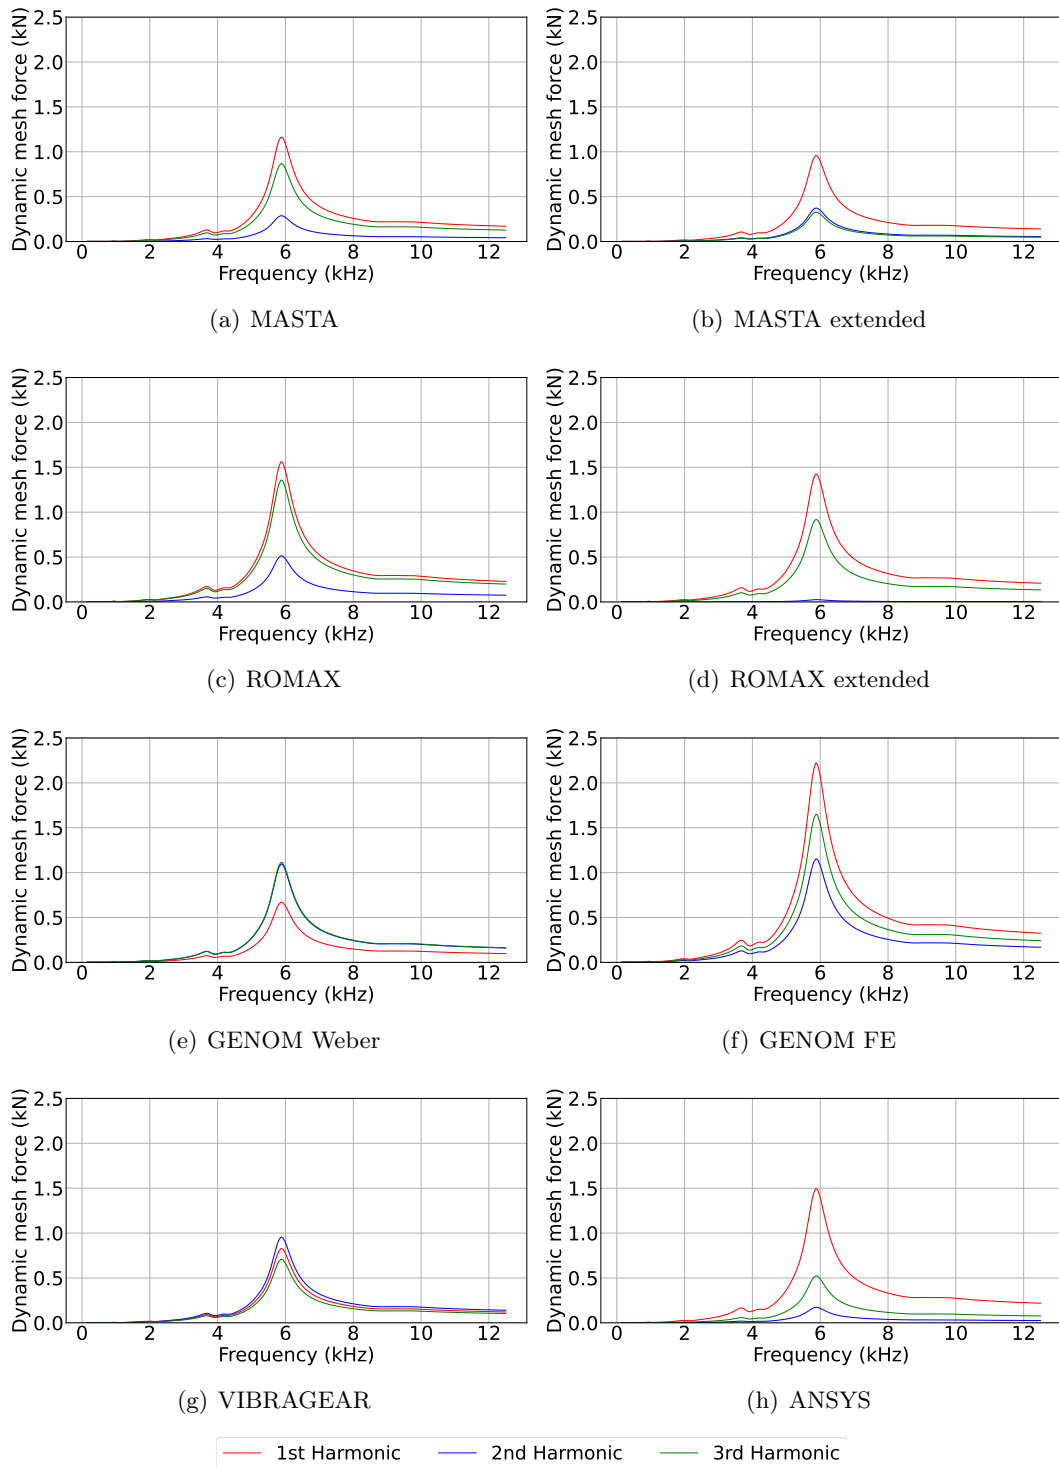 Dynamic mesh force (kN)
2.5
2.0
1.5
1.0
0.5
0.0
0 2 4 6 8 10 12
Frequency (kHz)
(a) MASTA
Dynamic mesh force (kN)
2.5
2.0
1.5
1.0
0.5
0.0
0 2 4 6 8 10 12
Frequency (kHz)
(b) MASTA extended
Dynamic mesh force (kN)
2.5
2.0
1.5
1.0
0.5
0.0
0 2 4 6 8 10 12
Frequency (kHz)
(c) ROMAX
Dynamic mesh force (kN)
2.5
2.0
1.5
1.0
0.5
0.0
0 2 4 6 8 10 12
Frequency (kHz)
(d) ROMAX extended
Dynamic mesh force (kN)
2.5
2.0
1.5
1.0
0.5
0.0
0 2 4 6 8 10 12
Frequency (kHz)
(e) GENOM Weber
Dynamic mesh force (kN)
2.5
2.0
1.5
1.0
0.5
0.0
0 2 4 6 8 10 12
Frequency (kHz)
(f) GENOM FE
Dynamic mesh force (kN)
2.5
2.0
1.5
1.0
0.5
0.0
0 2 4 6 8 10 12
Frequency (kHz)
(g) VIBRAGEAR
Dynamic mesh force (kN)
2.5
2.0
1.5
1.0
0.5
0.0
0 2 4 6 8 10 12
Frequency (kHz)
(h) ANSYS
1st Harmonic 2nd Harmonic 3rd Harmonic